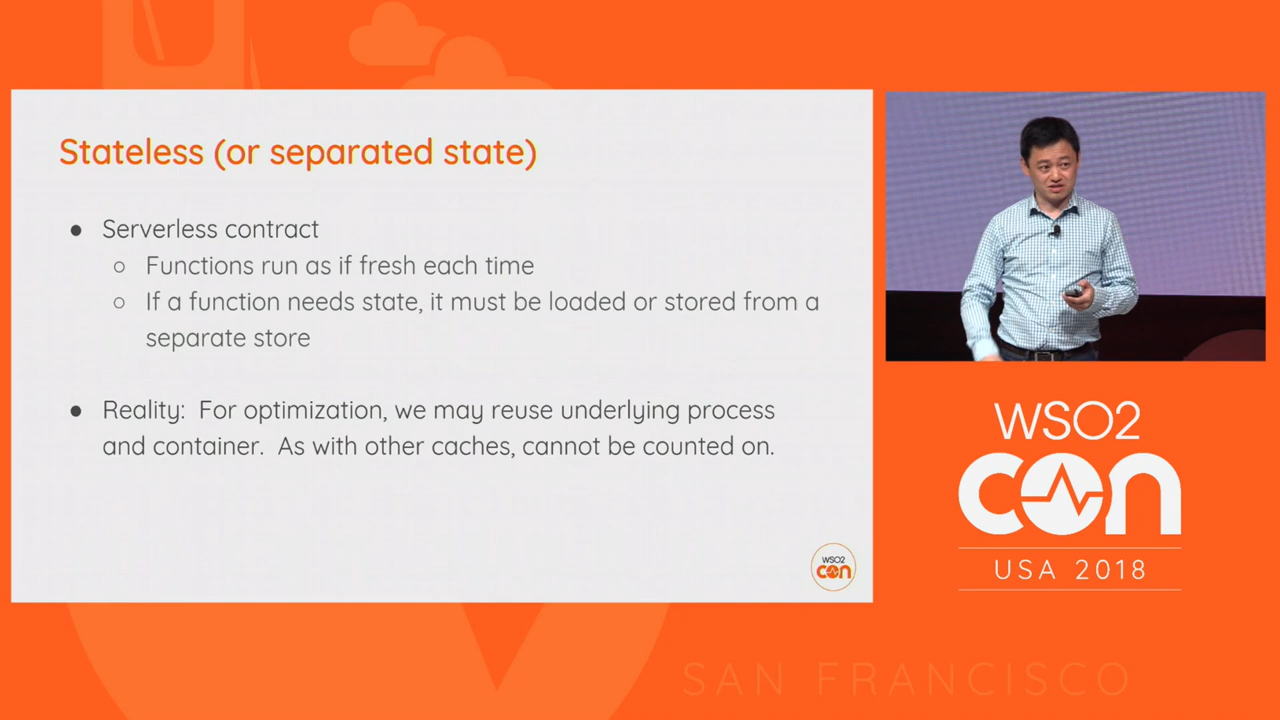 Stateless (or separated state)
● Serverless contract
○ Functions run as if fresh each time
○ If a function needs state, it must be loaded or stored from a
separate store
● Reality: For optimization, we may reuse underlying process
and container. As with other caches, cannot be counted on.
WSO2
con
WSO2
con
USA 2018
SAN FRANCISCO